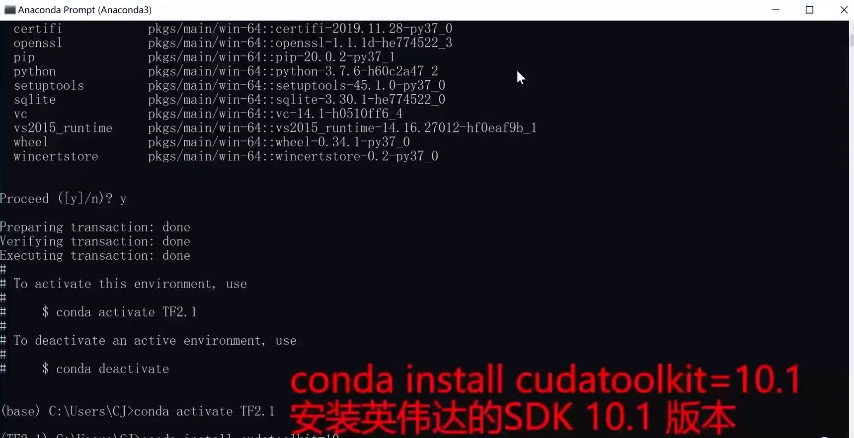 Anaconda Prompt (Anaconda3)
certifi pkgs/main/win-64::certifi-2019.11.28-py37_0
openssl pkgs/main/win-64::openssl-1.1.1d-he774522_3
pip pkgs/main/win-64::pip-20.0.2-py37_1
python pkgs/main/win-64::python-3.7.6-h60c2a47_2
setuptools pkgs/main/win-64::setuptools-45.1.0-py37_0
sqlite pkgs/main/win-64::sqlite-3.30.1-he774522_0
vc pkgs/main/win-64::vc-14.1-h0510ff6_4
vs2015_runtime pkgs/main/win-64::vs2015_runtime-14.16.27012-hf0eaf9b_1
wheel pkgs/main/win-64::wheel-0.34.1-py37_0
wincertstore pkgs/main/win-64::wincertstore-0.2-py37_0
Proceed ([y]/n)? y
Preparing transaction: done
Verifying transaction: done
Executing transaction: done
#
# To activate this environment, use
#
# $ conda activate TF2.1
#
# To deactivate an active environment, use
#
# $ conda deactivate
(base) C:\Users\CJ>conda activate TF2.1
(TF2.1) C:\Users\CJ>conda install cudatoolkit=10
conda install cudatoolkit=10.1
安装英伟达的SDK 10.1 版本